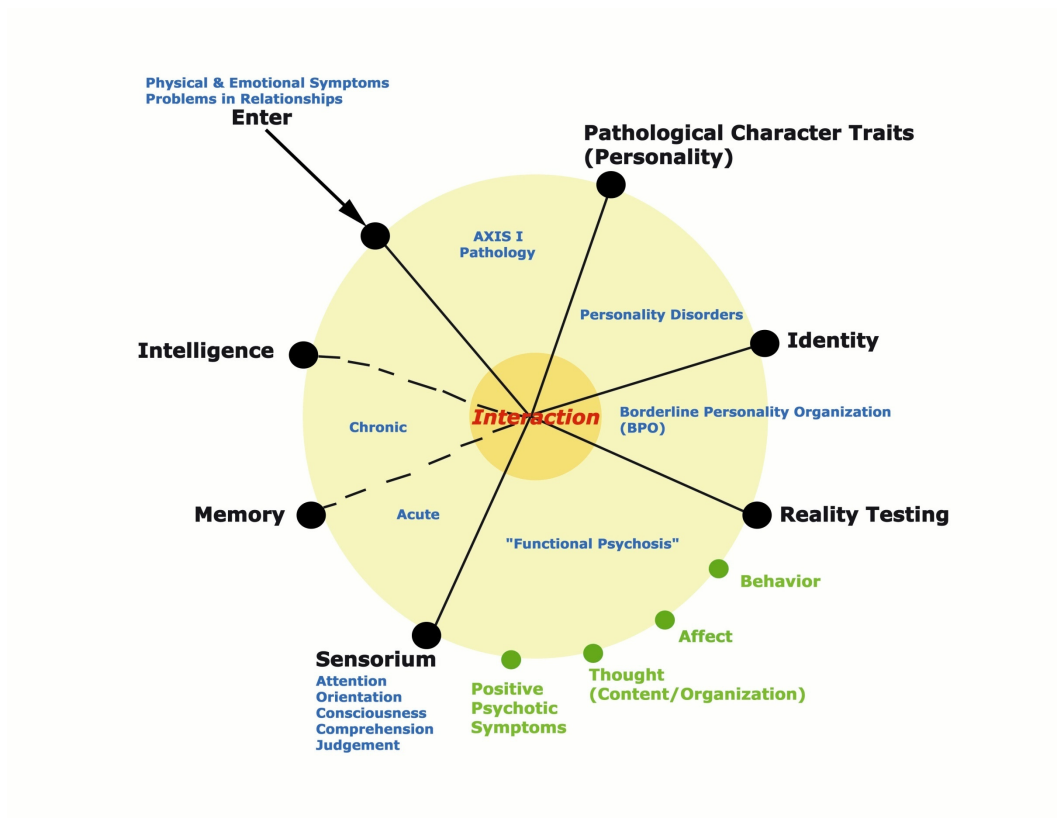 Physical & Emotional Symptoms
Problems in Relationships
Enter
Pathological Character Traits
(Personality)
AXIS I
Pathology
Personality Disorders
Identity
Intelligence
Interaction
Borderline Personality Organization
(BPO)
Chronic
Memory
Acute
Reality Testing
"Functional Psychosis"
Behavior
Affect
Sensorium
Attention
Orientation
Consciousness
Comprehension
Judgement
Positive
Psychotic
Symptoms
Thought
(Content/Organization)